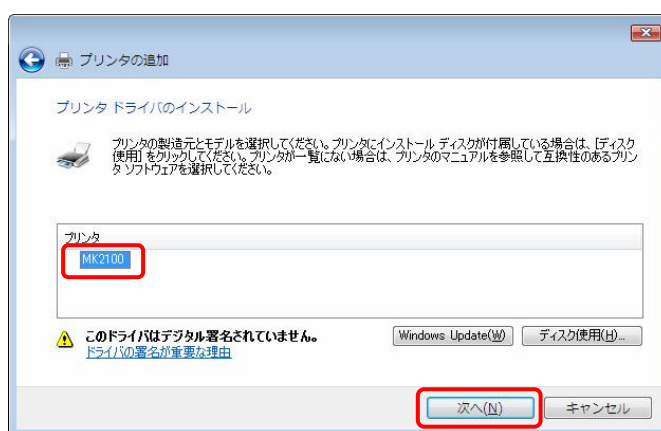 プリンタの追加
プリンタ ドライバのインストール
プリンタの製造元とモデルを選択してください。プリンタにインストール ディスクが付属している場合は、[ディスク
使用] をクリックしてください。プリンタが一覧にない場合は、プリンタのマニュアルを参照して互換性のあるプリン
タ ソフトウェアを選択してください。
プリンタ
MK2100
このドライバはデジタル署名されていません。
ドライバの署名が重要な理由
Windows Update(W)
ディスク使用(H)...
次へ(N)
キャンセル